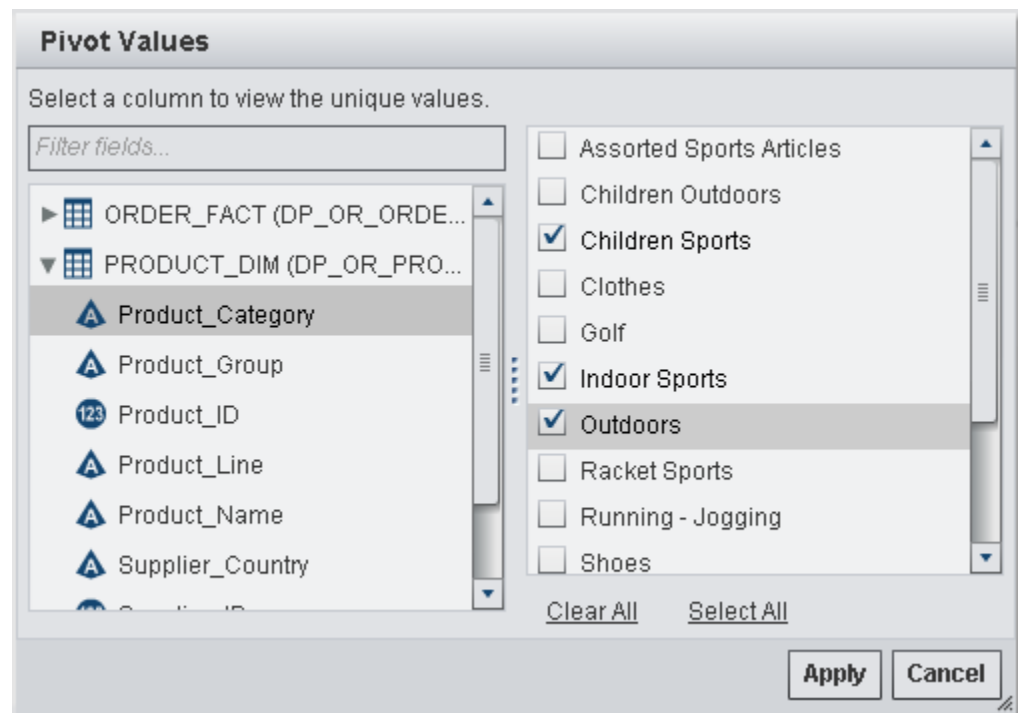 Pivot Values
Select a column to view the unique values.
Filter fields...
ORDER_FACT (DP_OR_ORDE...
PRODUCT_DIM (DP_OR_PRO...
A Product_Category
A Product_Group
123 Product_ID
A Product_Line
A Product_Name
A Supplier_Country
Assorted Sports Articles
Children Outdoors
Children Sports
Clothes
Golf
Indoor Sports
Outdoors
Racket Sports
Running - Jogging
Shoes
Clear All Select All
Apply Cancel